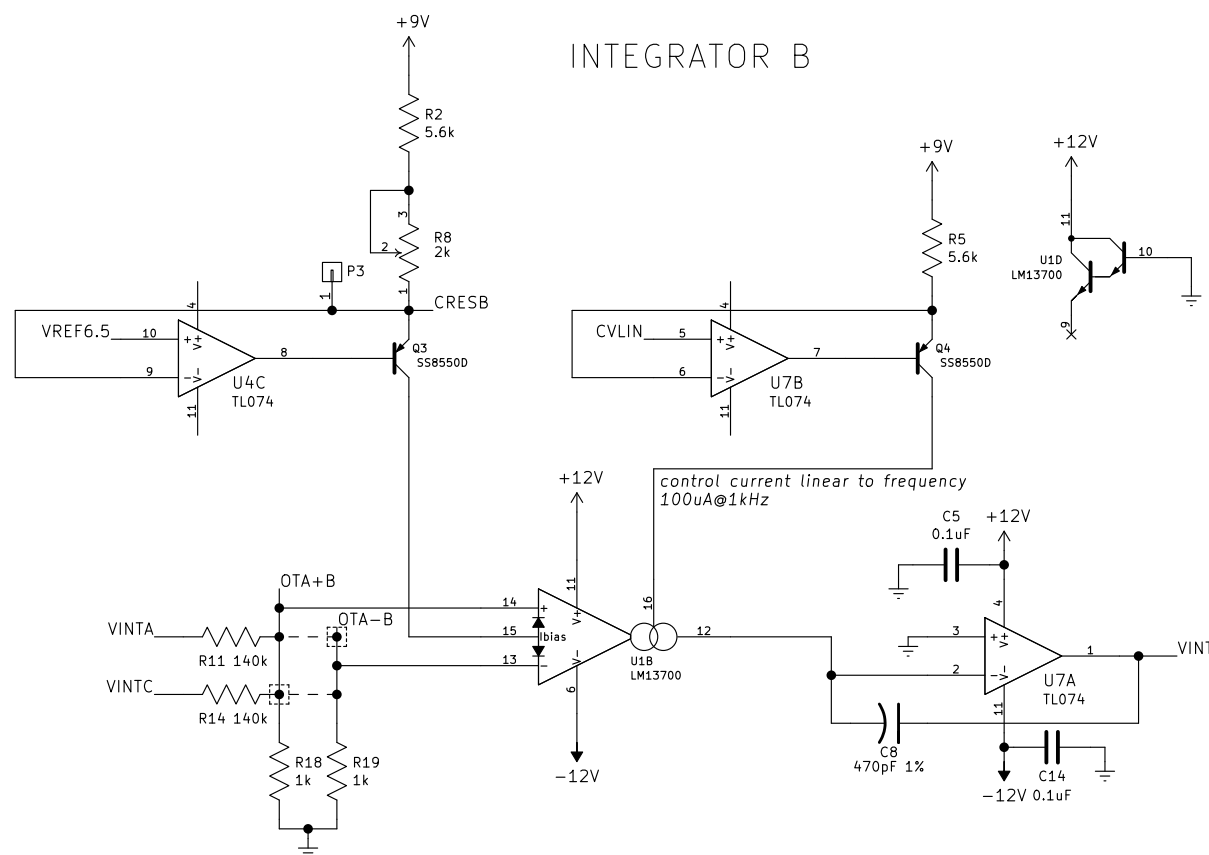 INTEGRATOR B
+9V
R2
5.6k
3
R8
2k
2
1
P3
1
CRESB
VREF6.5
10
9
+
-
V+
V-
4
11
8
U4C
TL074
Q3
SS8550D
+9V
R5
5.6k
CVLIN
5
6
+
-
V+
V-
4
11
7
U7B
TL074
Q4
SS8550D
+12V
11
10
U1D
LM13700
9
control current linear to frequency
100uA@1kHz
OTA+B
OTA-B
VINTA
R11 140k
VINTC
R14 140k
R18
1k
R19
1k
+12V
11
14
15
13
+
Ibias
-
V+
V-
6
-12V
16
12
U1B
LM13700
C5
0.1uF
+12V
4
3
2
+
-
V+
V-
1
11
U7A
TL074
VINT
C8
470pF 1%
C14
-12V 0.1uF